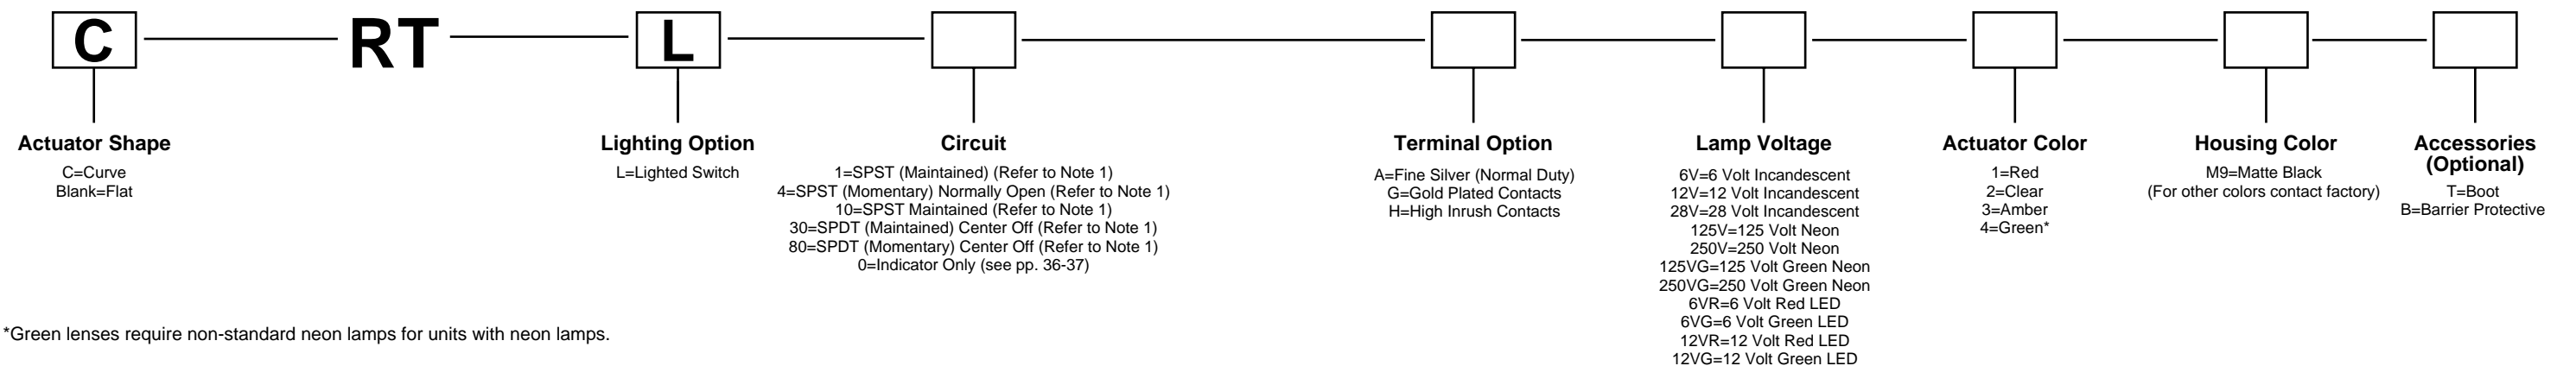 C RT L
Actuator Shape
C=Curve
Blank=Flat
Lighting Option
L=Lighted Switch
Circuit
1=SPST (Maintained) (Refer to Note 1)
4=SPST (Momentary) Normally Open (Refer to Note 1)
10=SPST Maintained (Refer to Note 1)
30=SPDT (Maintained) Center Off (Refer to Note 1)
80=SPDT (Momentary) Center Off (Refer to Note 1)
0=Indicator Only (see pp. 36-37)
Terminal Option
A=Fine Silver (Normal Duty)
G=Gold Plated Contacts
H=High Inrush Contacts
Lamp Voltage
6V=6 Volt Incandescent
12V=12 Volt Incandescent
28V=28 Volt Incandescent
125V=125 Volt Neon
250V=250 Volt Neon
125VG=125 Volt Green Neon
250VG=250 Volt Green Neon
6VR=6 Volt Red LED
6VG=6 Volt Green LED
12VR=12 Volt Red LED
12VG=12 Volt Green LED
Actuator Color
1=Red
2=Clear
3=Amber
4=Green*
Housing Color
M9=Matte Black
(For other colors contact factory)
Accessories
(Optional)
T=Boot
B=Barrier Protective
*Green lenses require non-standard neon lamps for units with neon lamps.